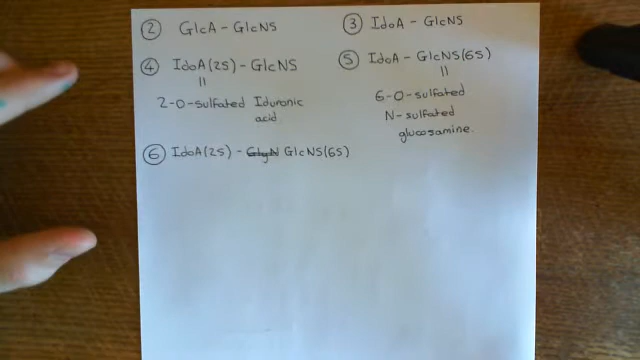 ② GlcA - GlcNS
③ IdoA - GlcNS
④ IdoA(2S) - GlcNS
=
2-O-sulfated Iduronic
acid
⑤ IdoA - GlcNS(6S)
=
6-O-sulfated
N-sulfated
glucosamine.
⑥ IdoA(2S) - GlyN GlcNS(6S)